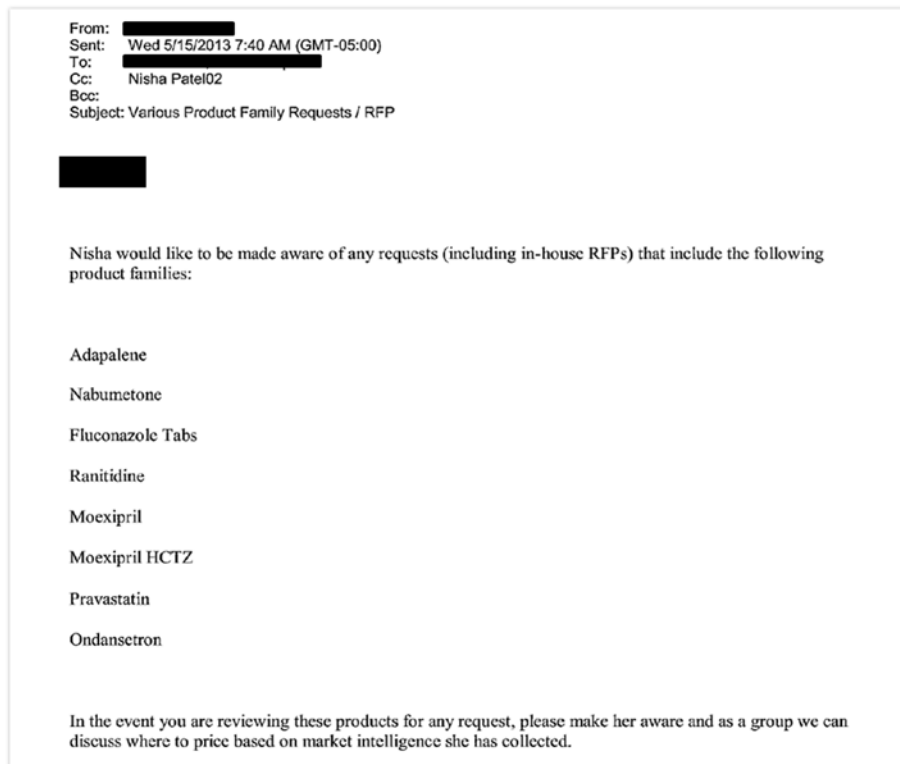 From:
Sent: Wed 5/15/2013 7:40 AM (GMT-05:00)
To:
Cc: Nisha Patel02
Bcc:
Subject: Various Product Family Requests / RFP
Nisha would like to be made aware of any requests (including in-house RFPs) that include the following
product families:
Adapalene
Nabumetone
Fluconazole Tabs
Ranitidine
Moexipril
Moexipril HCTZ
Pravastatin
Ondansetron
In the event you are reviewing these products for any request, please make her aware and as a group we can
discuss where to price based on market intelligence she has collected.